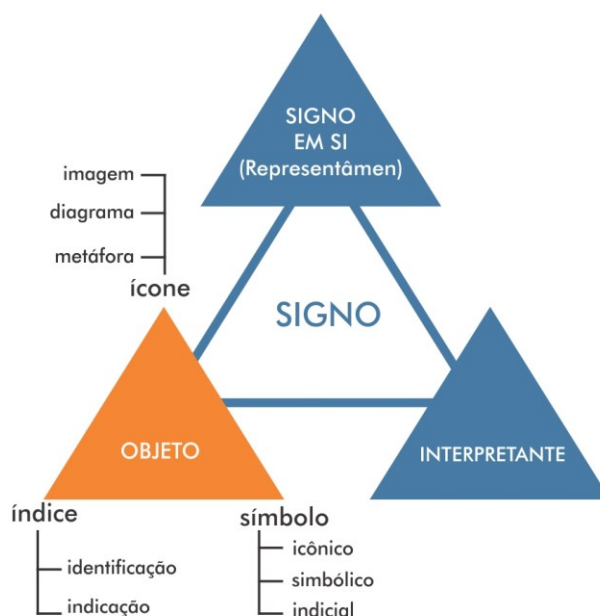 SIGNO
EM SI
(Representâmen)
imagem
diagrama
metáfora
ícone
SIGNO
OBJETO
INTERPRETANTE
índice
identificação
indicação
símbolo
icônico
simbólico
indicial